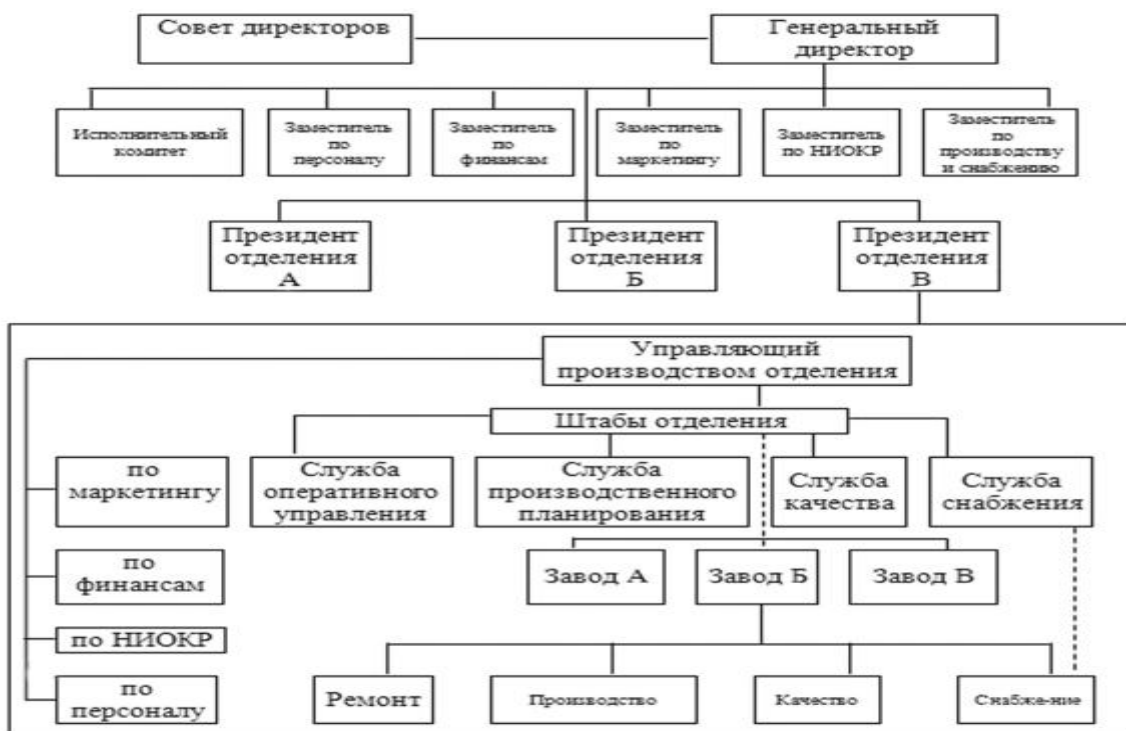 Совет директоров
Генеральный
директор
Исполнительный
комитет
Заместитель
по
персоналу
Заместитель
по
финансам
Заместитель
по
маркетингу
Заместитель
по НИОКР
Заместитель
по
производству
и снабжению
Президент
отделения
А
Президент
отделения
Б
Президент
отделения
В
Управляющий
производством отделения
Штабы отделения
по
маркетингу
Служба
оперативного
управления
Служба
производственного
планирования
Служба
качества
Служба
снабжения
по
финансам
Завод А
Завод Б
Завод В
по НИОКР
по
персоналу
Ремонт
Производство
Качество
Снабже-ние